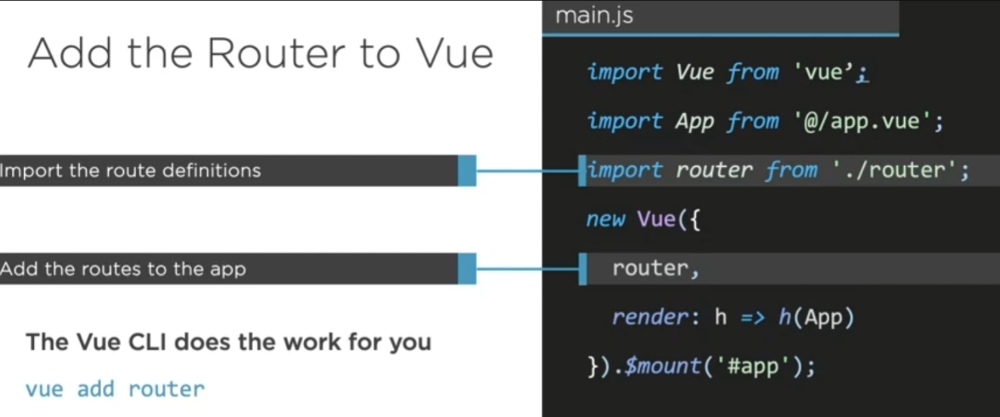 Add the Router to Vue
Import the route definitions
Add the routes to the app
The Vue CLI does the work for you
vue add router
main.js
import Vue from 'vue’;
import App from '@/app.vue';
import router from './router';
new Vue({
  router,
  render: h => h(App)
}).$mount('#app');